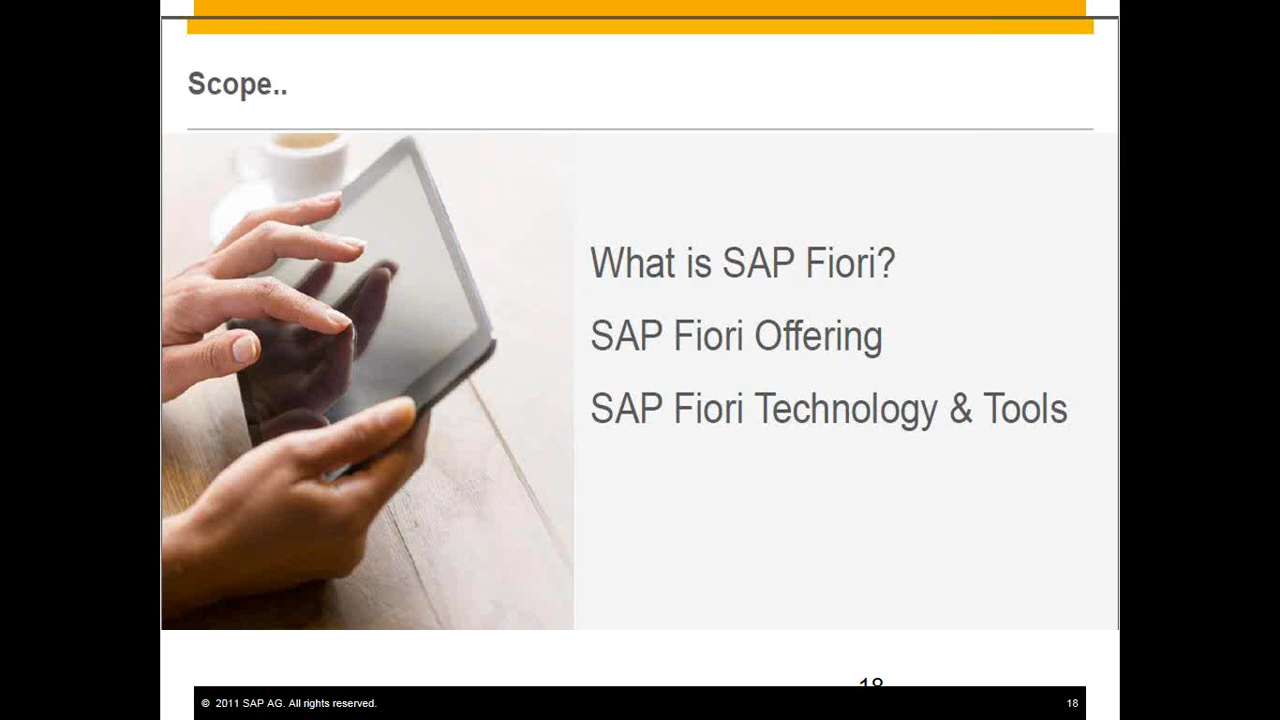 Scope..
What is SAP Fiori?
SAP Fiori Offering
SAP Fiori Technology & Tools
18
© 2011 SAP AG. All rights reserved.
18